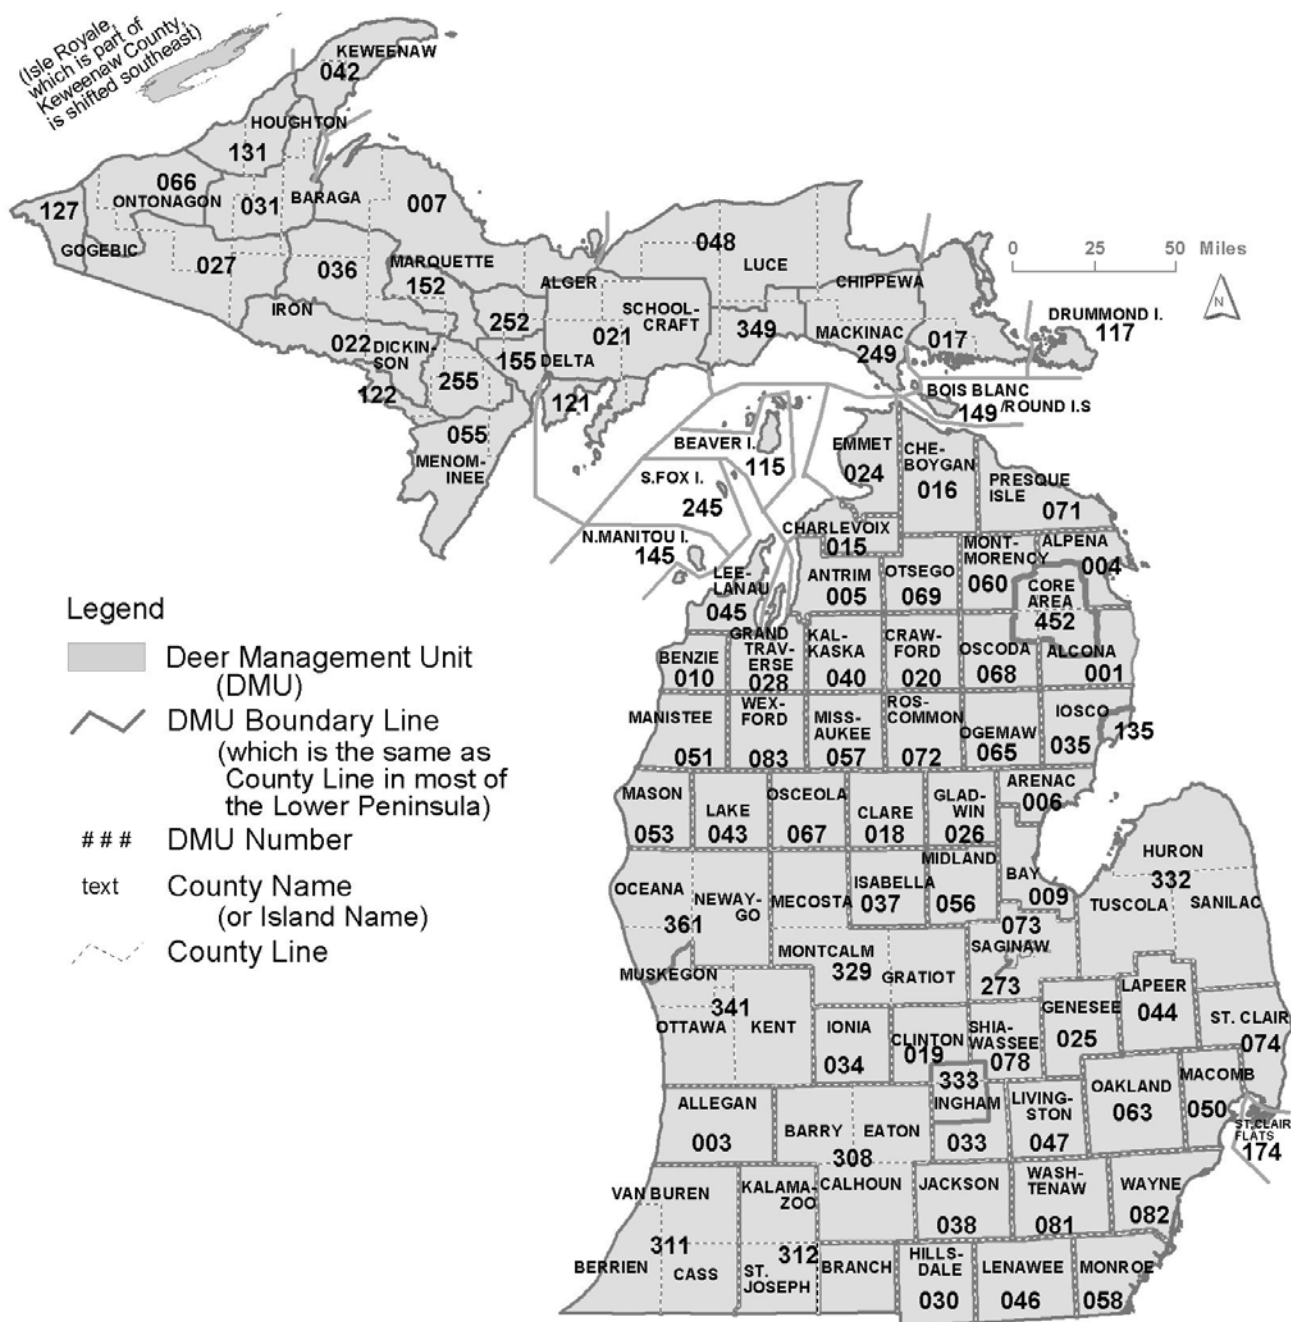 (Isle Royale,
which is part of
Keweenaw County,
is shifted southeast)
KEWEENAW
042
HOUGHTON
131
066
ONTONAGON
031
BARAGA
007
127
GOGEBIC
027
036
MARQUETTE
152
ALGER
048
LUCE
CHIPPEWA
0 25 50 Miles
N
IRON
252
SCHOOL-
CRAFT
021
349
MACKINAC
249
017
DRUMMOND I.
117
022
DICKIN-
SON
155
DELTA
122
255
121
BOIS BLANC
149 /ROUND I.S
055
MENOM-
INEE
BEAVER I.
115
EMMET
024
CHE-
BOYGAN
016
PRESQUE
ISLE
071
S.FOX I.
245
N.MANITOU I.
145
CHARLEVOIX
015
MONT-
MORENCY
060
ALPENA
004
LEE-
LANAU
045
ANTRIM
005
OTSEGO
069
CORE
AREA
452
Legend
Deer Management Unit
(DMU)
DMU Boundary Line
(which is the same as
County Line in most of
the Lower Peninsula)
# # # DMU Number
text County Name
(or Island Name)
County Line
BENZIE
010
GRAND
TRAV-
ERSE
028
KAL-
KASKA
040
CRAW-
FORD
020
OSCODA
068
ALCONA
001
MANISTEE
051
WEX-
FORD
083
MISS-
AUKEE
057
ROS-
COMMON
072
OGEMAW
065
IOSCO
035
135
MASON
053
LAKE
043
OSCEOLA
067
CLARE
018
GLAD-
WIN
026
ARENAC
006
OCEANA
361
NEWAY-
GO
MECOSTA
ISABELLA
037
MIDLAND
056
BAY
009
HURON
332
TUSCOLA
SANILAC
MUSKEGON
MONTCALM
329
GRATIOT
073
SAGINAW
273
341
OTTAWA
KENT
IONIA
034
CLINTON
019
SHIA-
WASSEE
078
GENESEE
025
LAPEER
044
ST. CLAIR
074
ALLEGAN
003
BARRY
EATON
308
333
INGHAM
033
LIVING-
STON
047
OAKLAND
063
MACOMB
050
ST.CLAIR
FLATS
174
VAN BUREN
KALAMA-
ZOO
CALHOUN
JACKSON
038
WASH-
TENAW
081
WAYNE
082
311
BERRIEN
CASS
312
ST.
JOSEPH
BRANCH
HILLS-
DALE
030
LENAWEE
046
MONROE
058